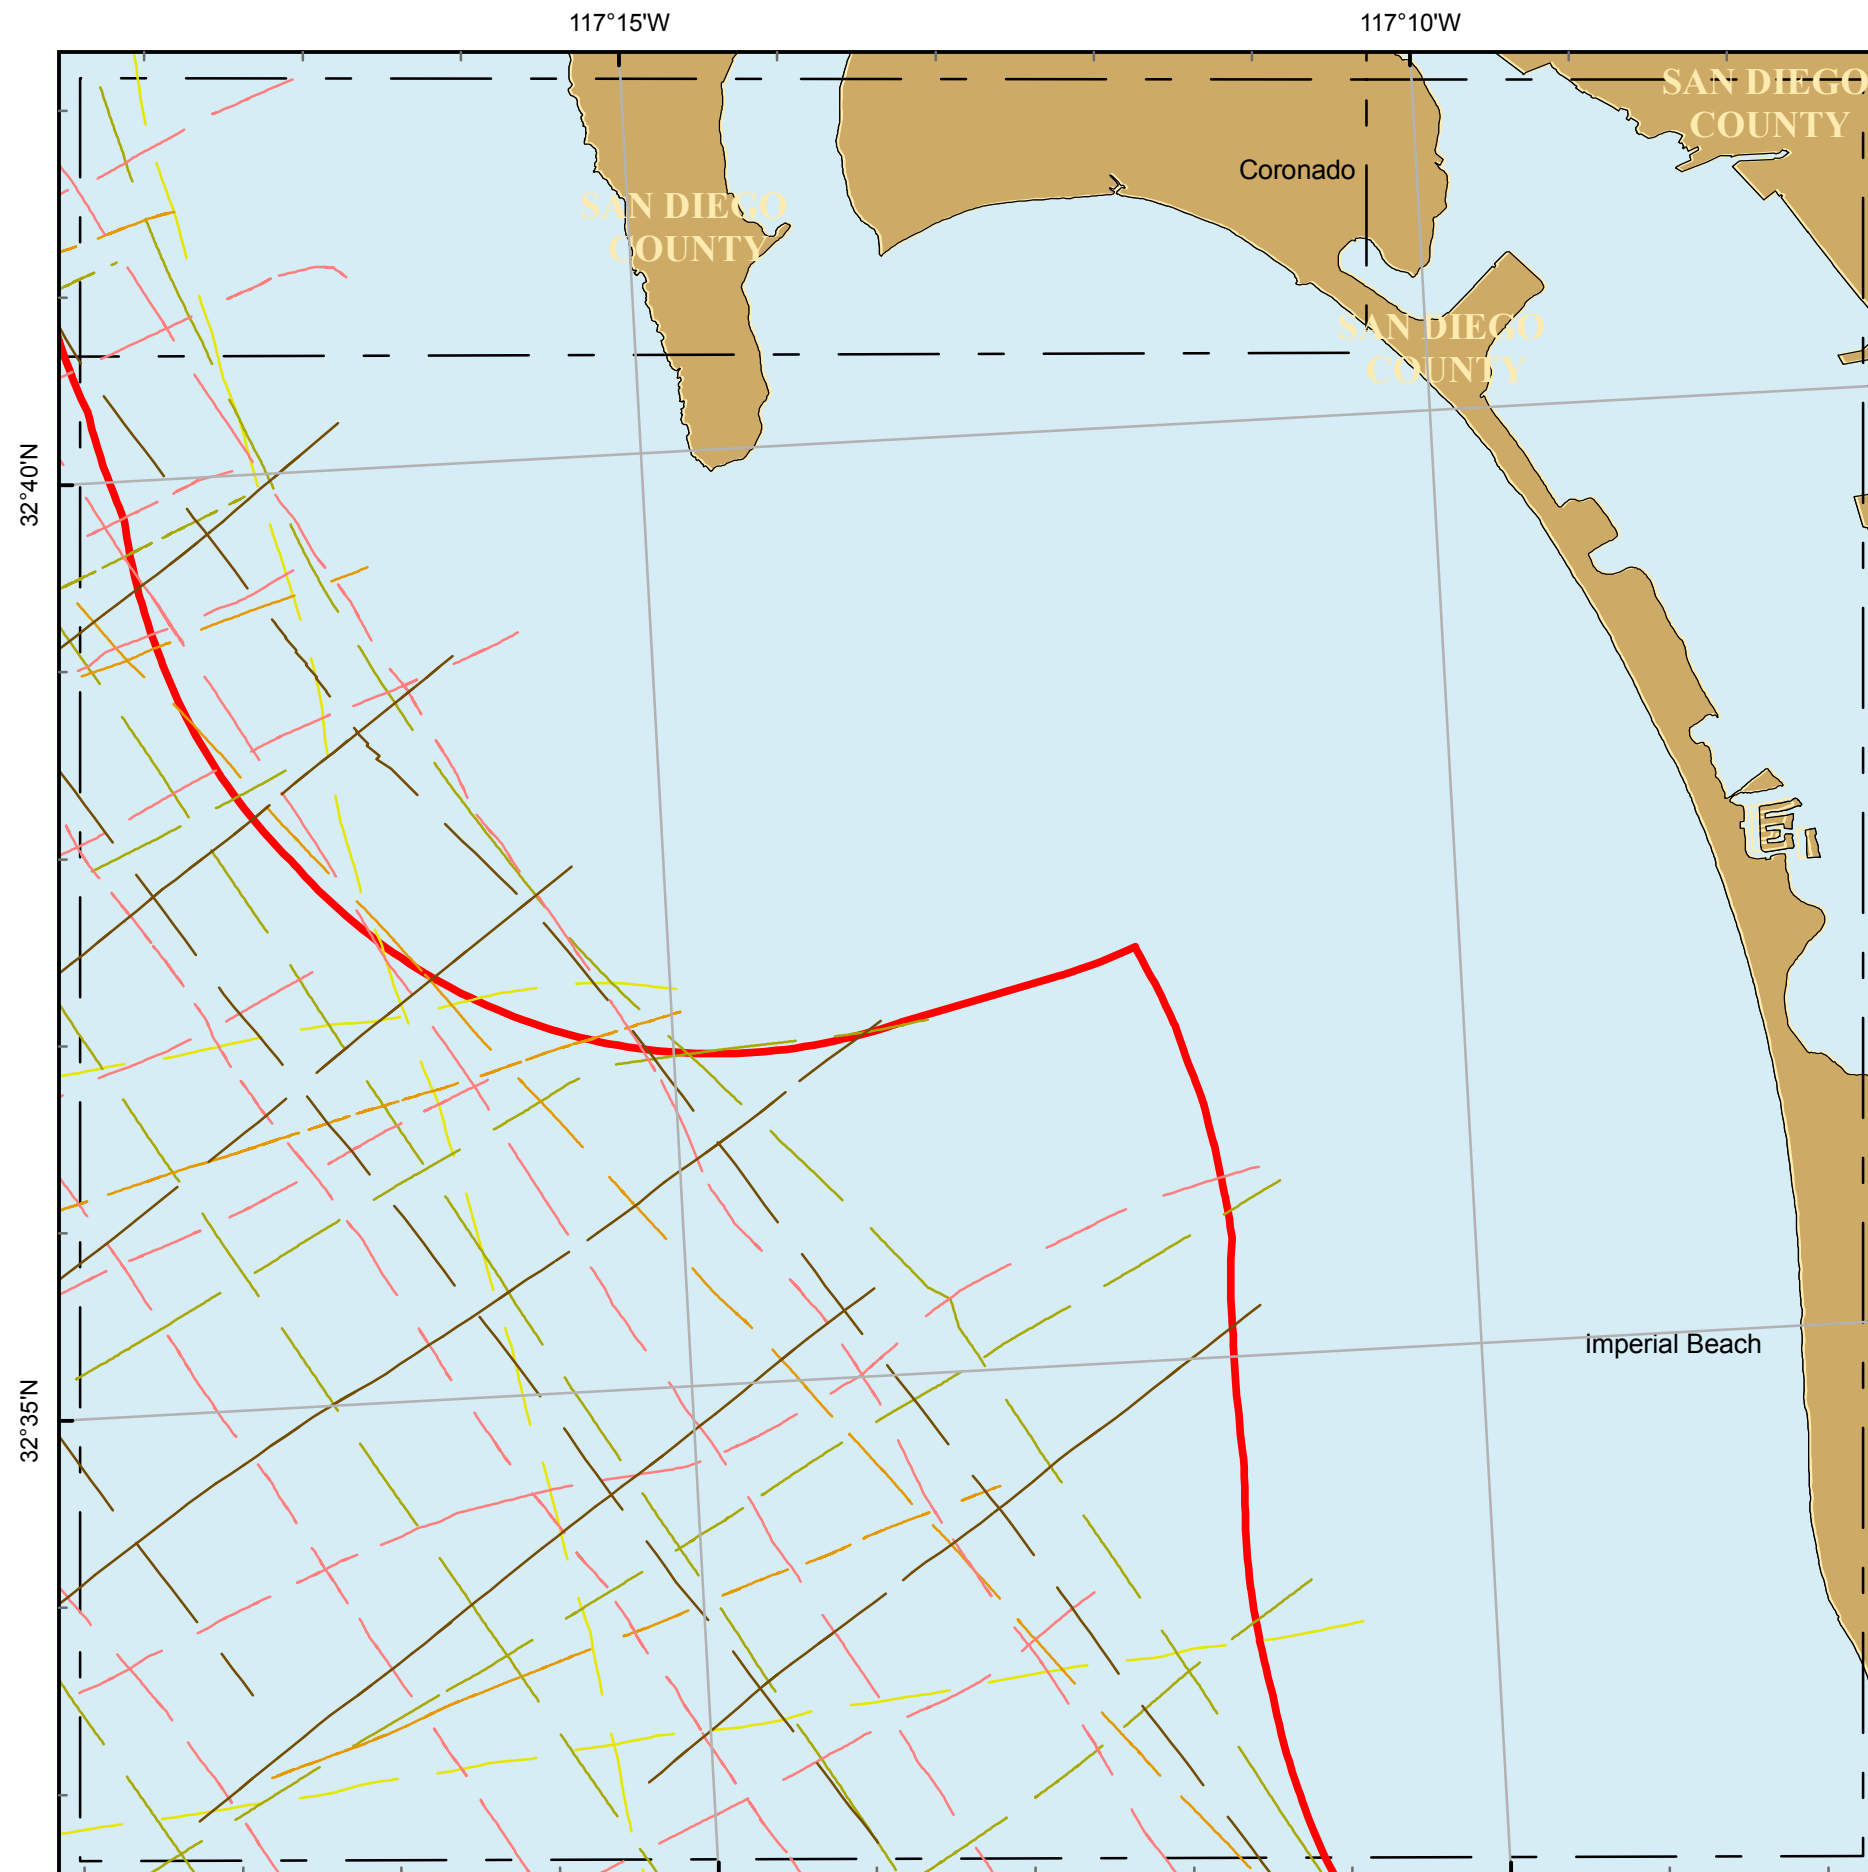 117°15'W
117°10'W
SAN DIEGO
COUNTY
Coronado
SAN DIEGO
COUNTY
SAN DIEGO
COUNTY
32°40'N
Imperial Beach
32°35'N